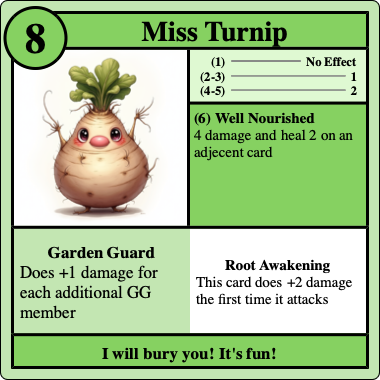 8
Miss Turnip
(1) No Effect
(2-3) 1
(4-5) 2
(6) Well Nourished
4 damage and heal 2 on an
adjecent card
Garden Guard
Does +1 damage for
each additional GG
member
Root Awakening
This card does +2 damage
the first time it attacks
I will bury you! It's fun!